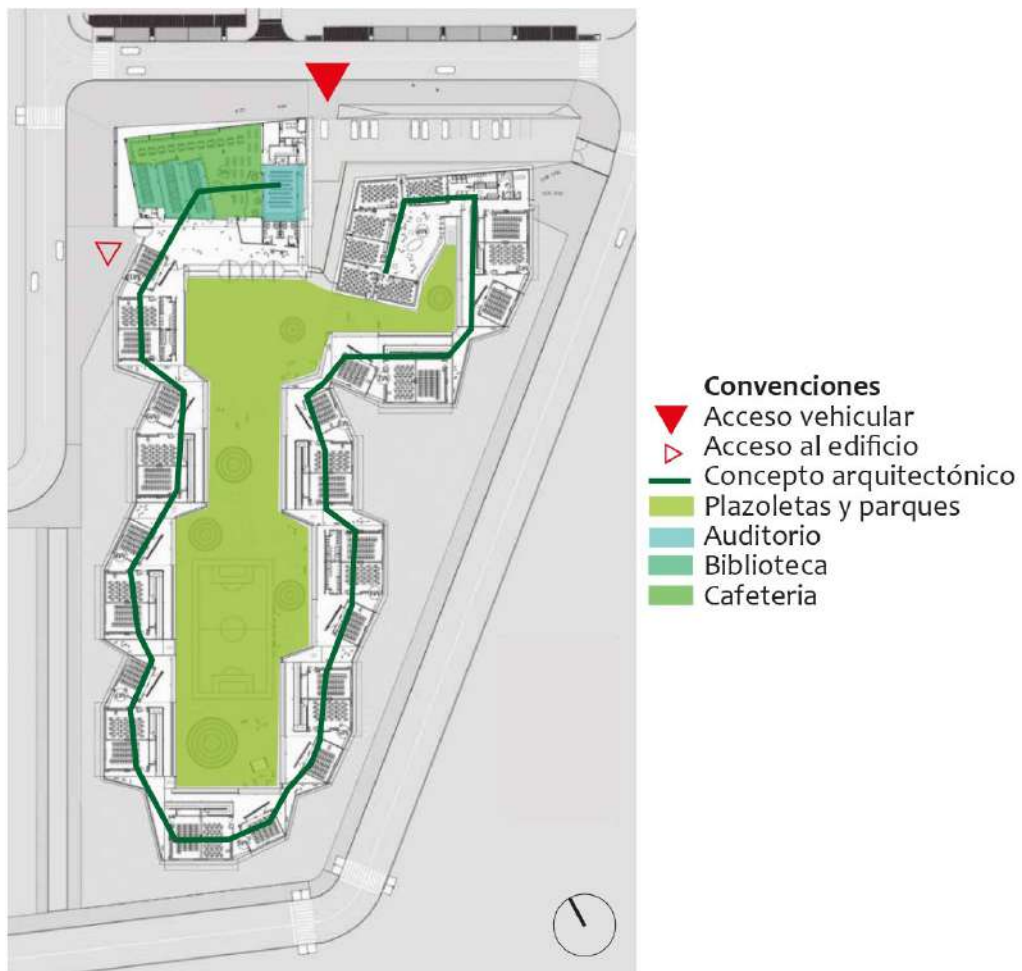 Convenciones
Acceso vehicular
Acceso al edificio
Concepto arquitectónico
Plazoletas y parques
Auditorio
Biblioteca
Cafeteria